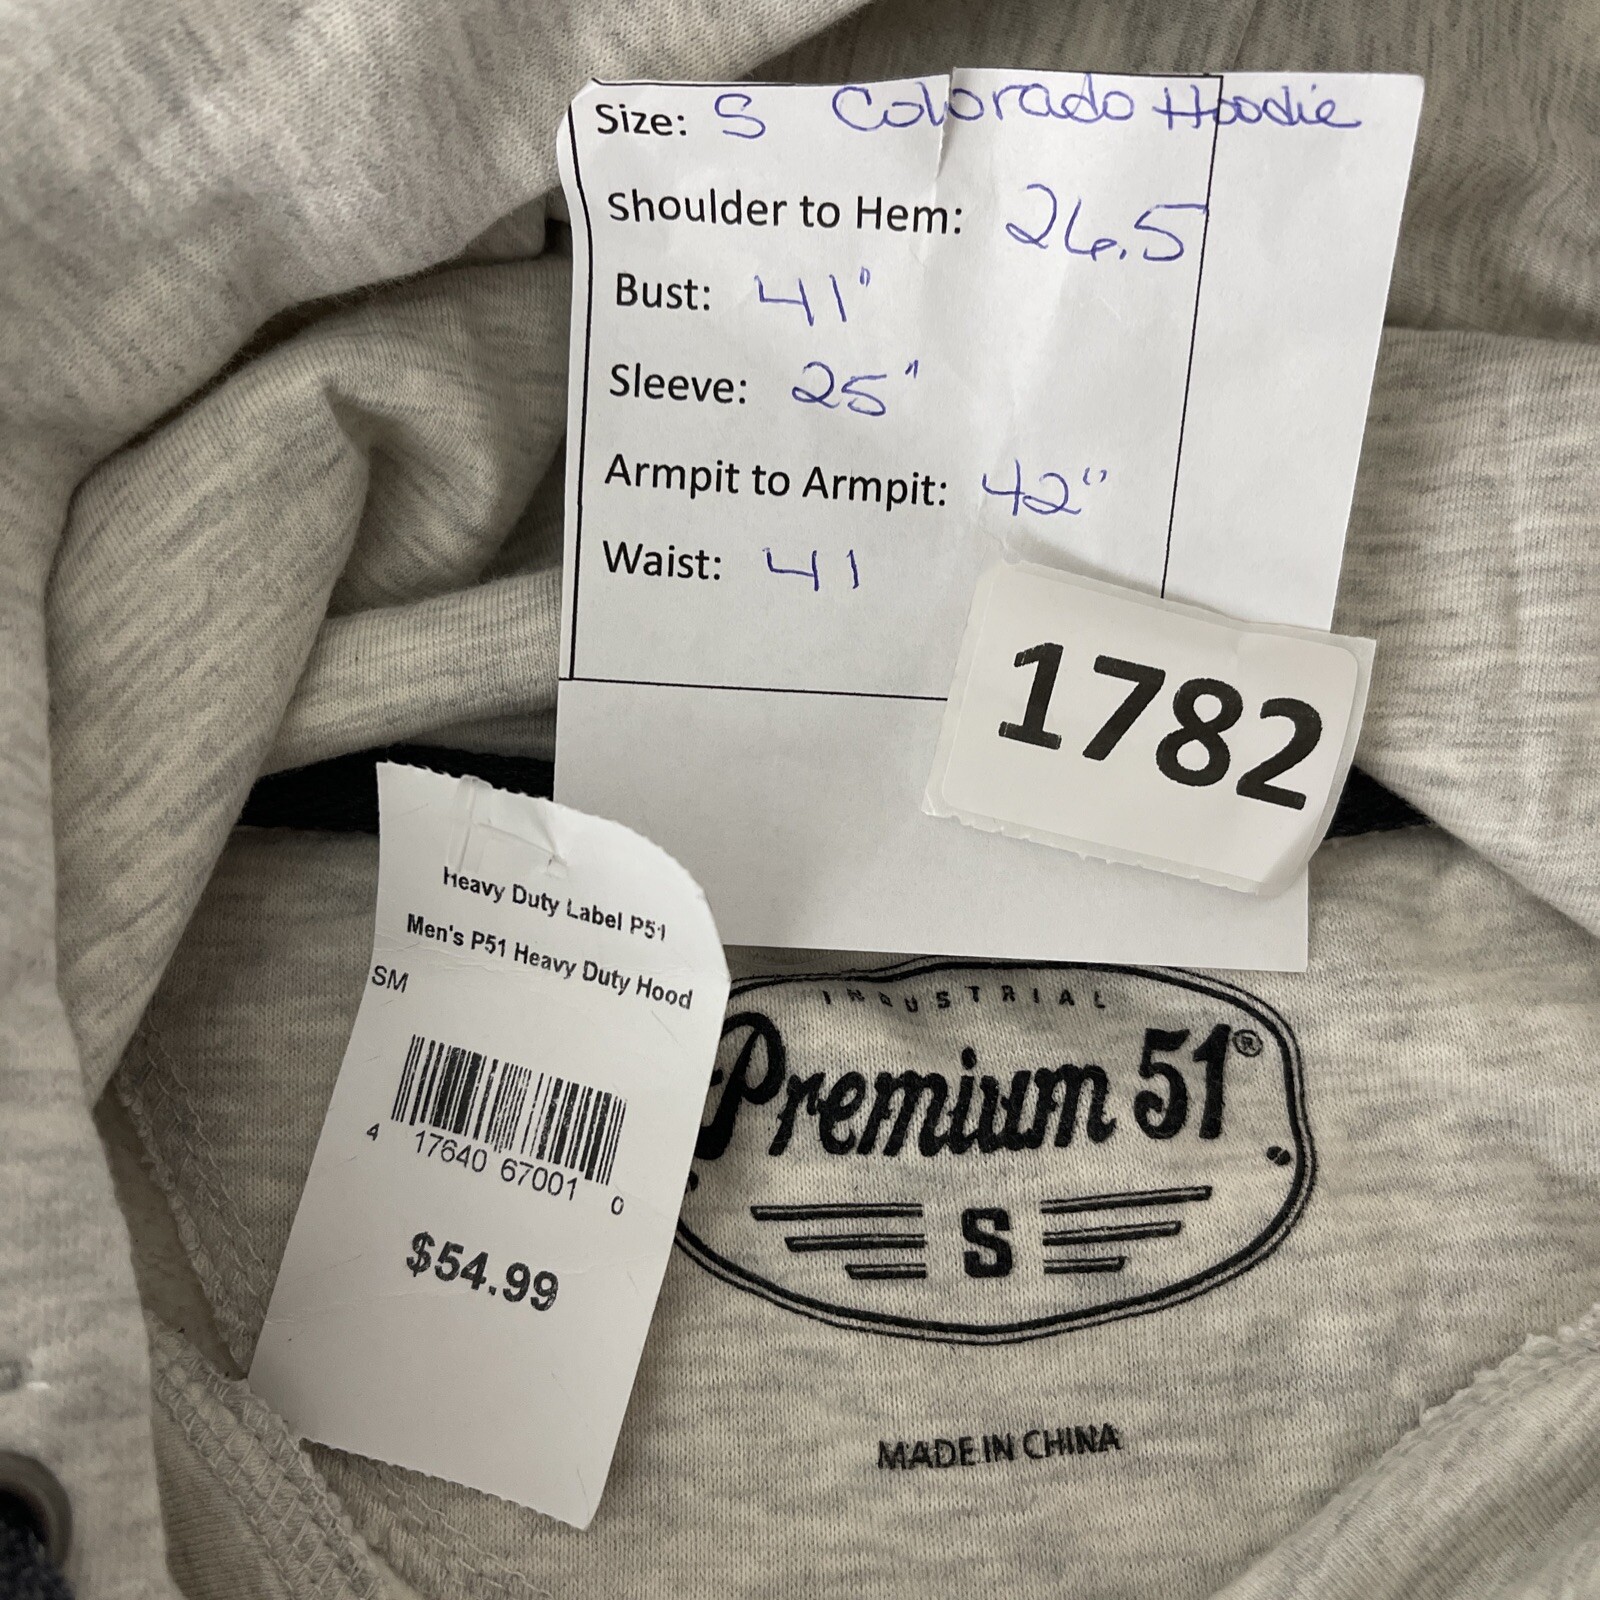 Size: S Colorado Hoodie
Shoulder to Hem: 26.5
Bust: 41"
Sleeve: 25"
Armpit to Armpit: 42"
Waist: 41
1782
Heavy Duty Label P51
Men's P51 Heavy Duty Hood
SM
4 17640 67001 0
$54.99
INDUSTRIAL
Premium 51®
S
MADE IN CHINA